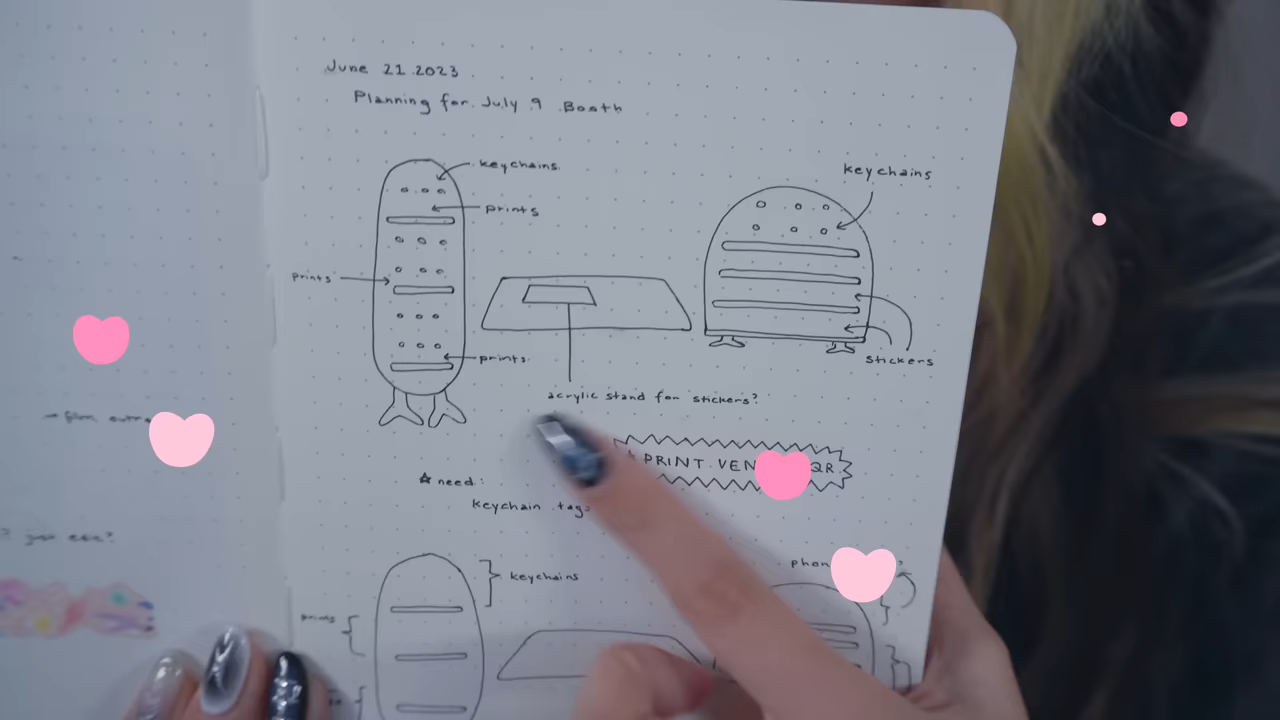 June 21.2023
Planning for July 9 Booth
keychains
prints
keychains
prints
prints
stickers
acrylic stand for stickers?
PRINT VEN
QR
☆ need:
keychain tags
keychains
prints